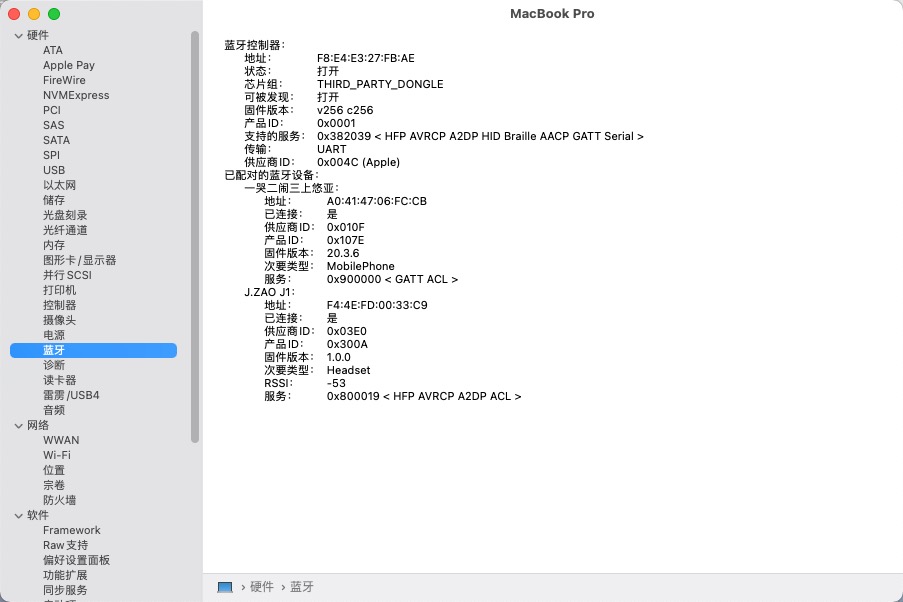 MacBook Pro
硬件
ATA
Apple Pay
FireWire
NVMExpress
PCI
SAS
SATA
SPI
USB
以太网
储存
光盘刻录
光纤通道
内存
图形卡/显示器
并行SCSI
打印机
控制器
摄像头
电源
蓝牙
诊断
读卡器
雷雳/USB4
音频
网络
WWAN
Wi-Fi
位置
宗卷
防火墙
软件
Framework
Raw支持
偏好设置面板
功能扩展
同步服务
蓝牙控制器:
地址: F8:E4:E3:27:FB:AE
状态: 打开
芯片组: THIRD_PARTY_DONGLE
可被发现: 打开
固件版本: v256 c256
产品ID: 0x0001
支持的服务: 0x382039 < HFP AVRCP A2DP HID Braille AACP GATT Serial >
传输: UART
供应商ID: 0x004C (Apple)
已配对的蓝牙设备:
一哭二闹三上悠亚:
地址: A0:41:47:06:FC:CB
已连接: 是
供应商ID: 0x010F
产品ID: 0x107E
固件版本: 20.3.6
次要类型: MobilePhone
服务: 0x900000 < GATT ACL >
J.ZAO J1:
地址: F4:4E:FD:00:33:C9
已连接: 是
供应商ID: 0x03E0
产品ID: 0x300A
固件版本: 1.0.0
次要类型: Headset
RSSI: -53
服务: 0x800019 < HFP AVRCP A2DP ACL >
› 硬件 › 蓝牙